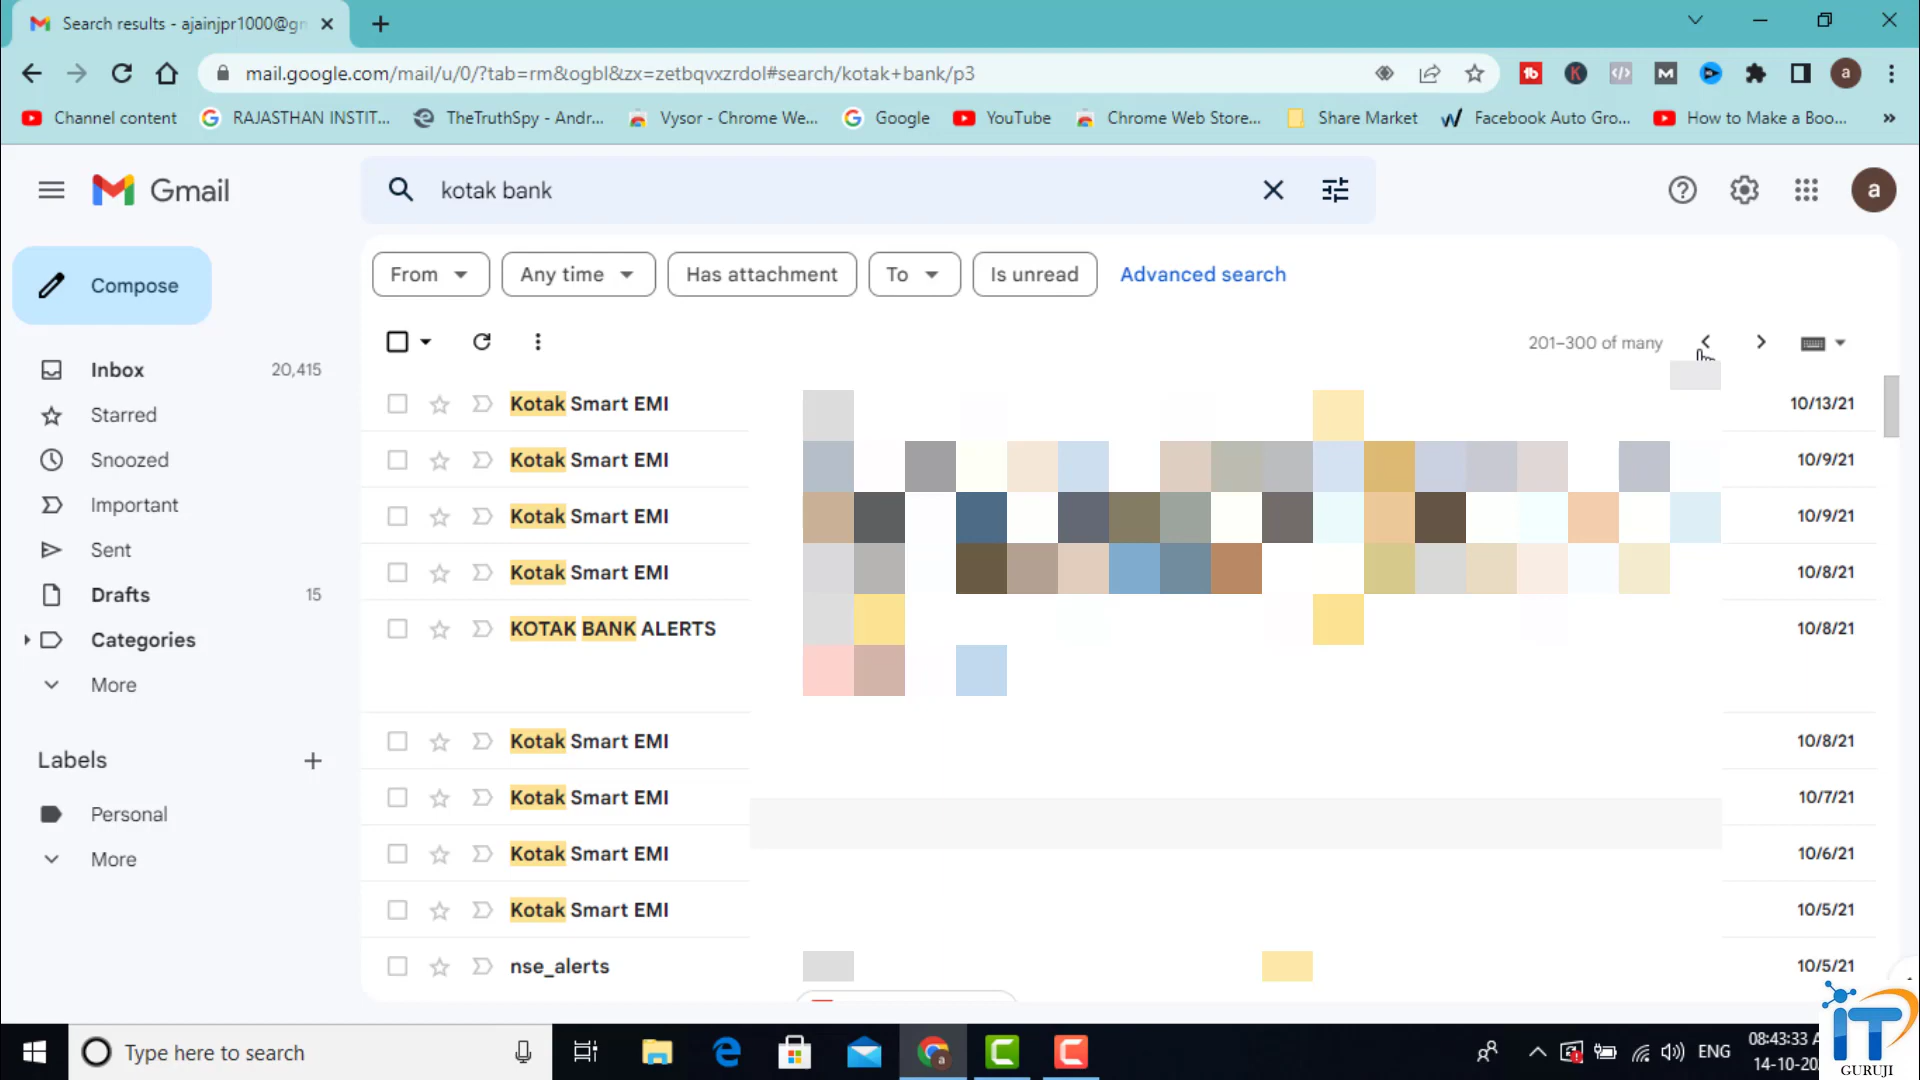 Search results - ajainjpr1000@gn
mail.google.com/mail/u/0/?tab=rm&ogbl&zx=zetbqvxzrdol#search/kotak+bank/p3
a
Channel content
RAJASTHAN INSTIT...
TheTruthSpy - Andr...
Vysor - Chrome We...
Google
YouTube
Chrome Web Store...
Share Market
Facebook Auto Gro...
How to Make a Boo...
»
Gmail
kotak bank
a
Compose
From
Any time
Has attachment
To
Is unread
Advanced search
201–300 of many
Inbox 20,415
Starred
Snoozed
Important
Sent
Drafts 15
Categories
More
Labels +
Personal
More
Kotak Smart EMI 10/13/21
Kotak Smart EMI 10/9/21
Kotak Smart EMI 10/9/21
Kotak Smart EMI 10/8/21
KOTAK BANK ALERTS 10/8/21
Kotak Smart EMI 10/8/21
Kotak Smart EMI 10/7/21
Kotak Smart EMI 10/6/21
Kotak Smart EMI 10/5/21
nse_alerts 10/5/21
Type here to search
ENG
08:43:33 A
14-10-20
IT
GURUJI